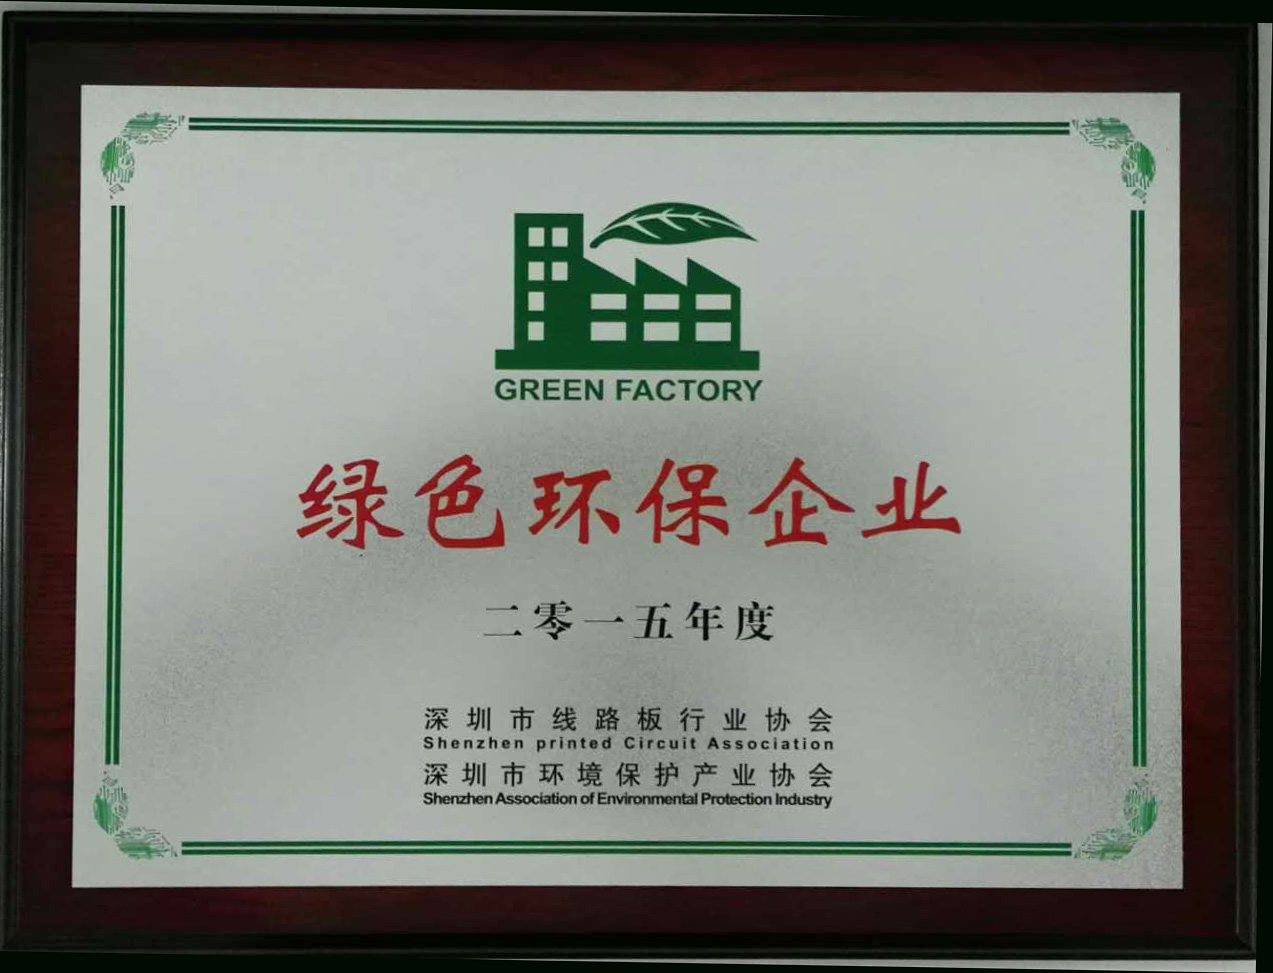 GREEN FACTORY
绿色环保企业
二零一五年度
深圳市线路板行业协会
Shenzhen printed Circuit Association
深圳市环境保护产业协会
Shenzhen Association of Environmental Protection Industry